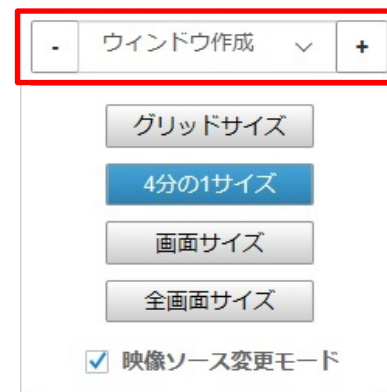 - ウィンドウ作成 +
グリッドサイズ
4分の1サイズ
画面サイズ
全画面サイズ
映像ソース変更モード